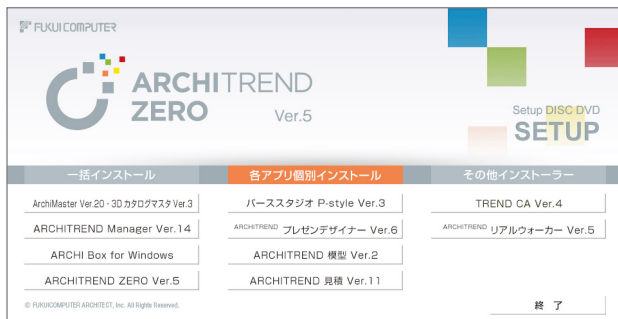 FUKUI COMPUTER
ARCHITREND
ZERO Ver.5
Setup DISC DVD
SETUP
一括インストール
各アプリ個別インストール
その他インストーラー
ArchiMaster Ver.20・3DカタログマスタVer.3
パーススタジオ P-style Ver.3
TREND CA Ver.4
ARCHITREND Manager Ver.14
ARCHITREND プレゼンデザイナー Ver.6
ARCHITREND リアルウォーカー Ver.5
ARCHI Box for Windows
ARCHITREND 模型 Ver.2
ARCHITREND ZERO Ver.5
ARCHITREND 見積 Ver.11
© FUKUICOMPUTER ARCHITECT, Inc. All Rights Reserved.
終 了